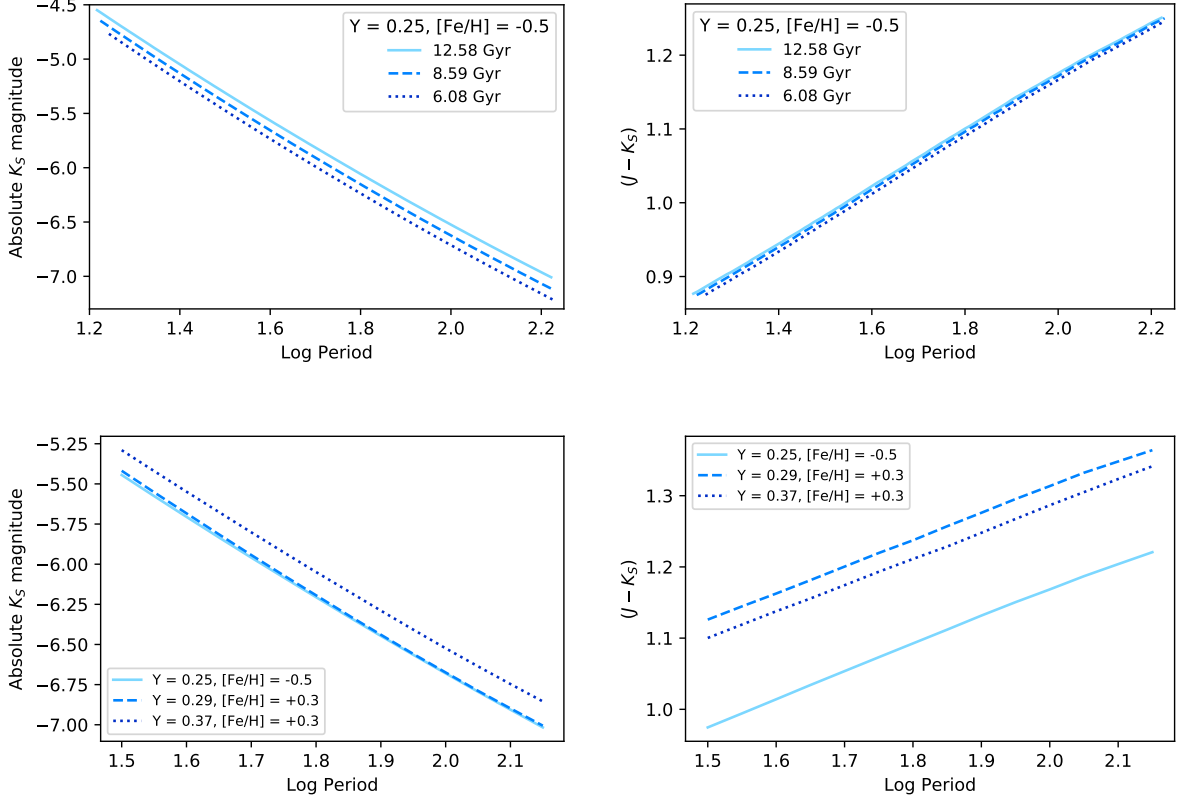 Absolute K_S magnitude
−4.5
−5.0
−5.5
−6.0
−6.5
−7.0
Y = 0.25, [Fe/H] = -0.5
12.58 Gyr
8.59 Gyr
6.08 Gyr
1.2 1.4 1.6 1.8 2.0 2.2
Log Period
(J − K_S)
1.2
1.1
1.0
0.9
Y = 0.25, [Fe/H] = -0.5
12.58 Gyr
8.59 Gyr
6.08 Gyr
1.2 1.4 1.6 1.8 2.0 2.2
Log Period
Absolute K_S magnitude
−5.25
−5.50
−5.75
−6.00
−6.25
−6.50
−6.75
−7.00
Y = 0.25, [Fe/H] = -0.5
Y = 0.29, [Fe/H] = +0.3
Y = 0.37, [Fe/H] = +0.3
1.5 1.6 1.7 1.8 1.9 2.0 2.1
Log Period
(J − K_S)
1.3
1.2
1.1
1.0
Y = 0.25, [Fe/H] = -0.5
Y = 0.29, [Fe/H] = +0.3
Y = 0.37, [Fe/H] = +0.3
1.5 1.6 1.7 1.8 1.9 2.0 2.1
Log Period